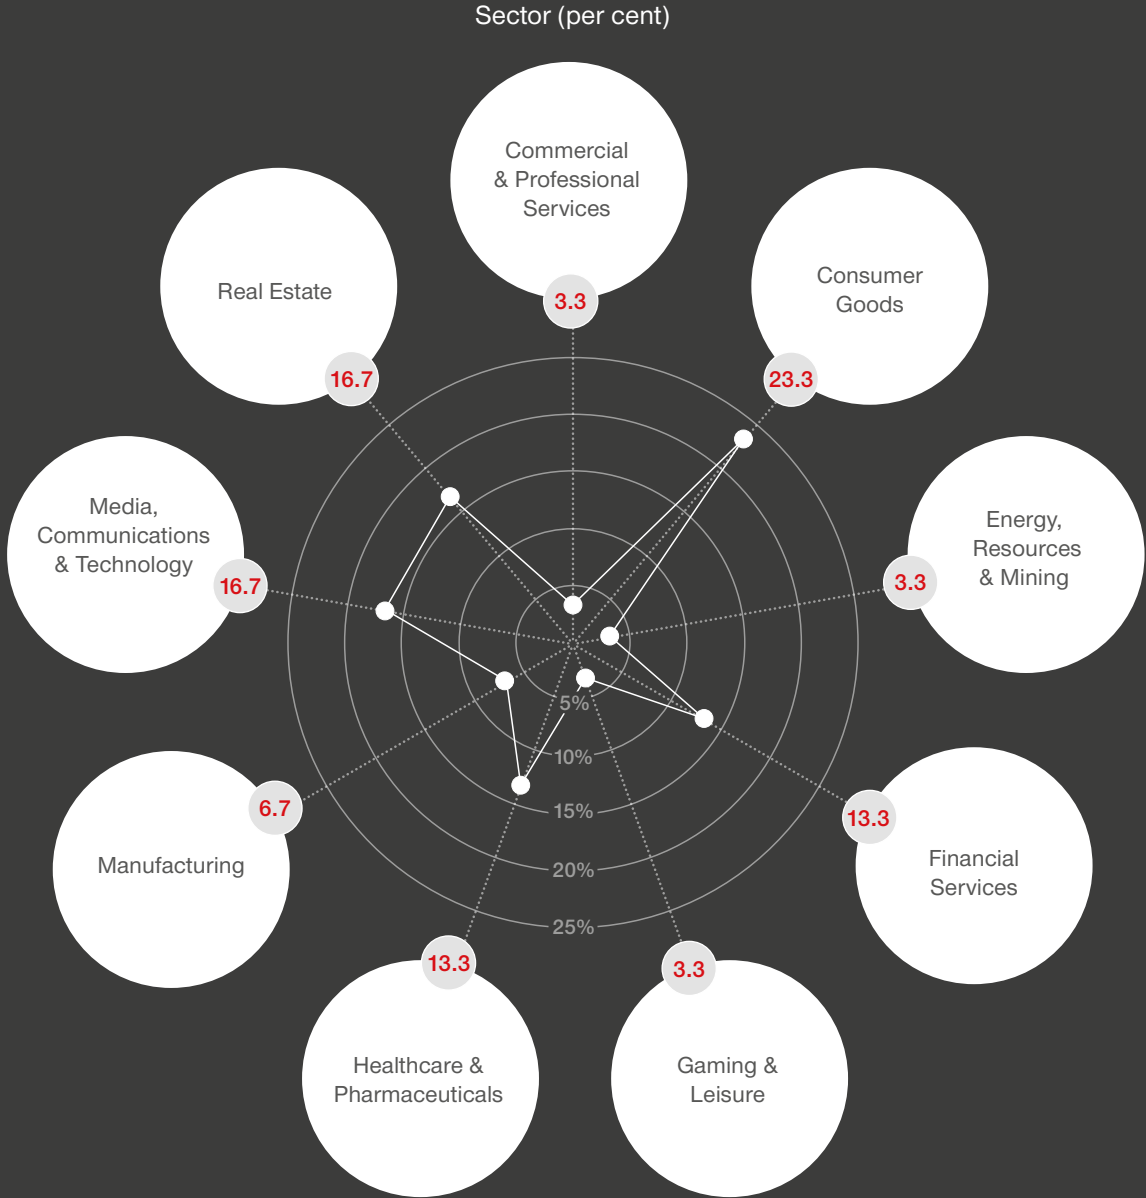 Sector (per cent)
Commercial
& Professional
Services
3.3
Consumer
Goods
23.3
Energy,
Resources
& Mining
3.3
Financial
Services
13.3
Gaming &
Leisure
3.3
Healthcare &
Pharmaceuticals
13.3
Manufacturing
6.7
Media,
Communications
& Technology
16.7
Real Estate
16.7
5%
10%
15%
20%
25%